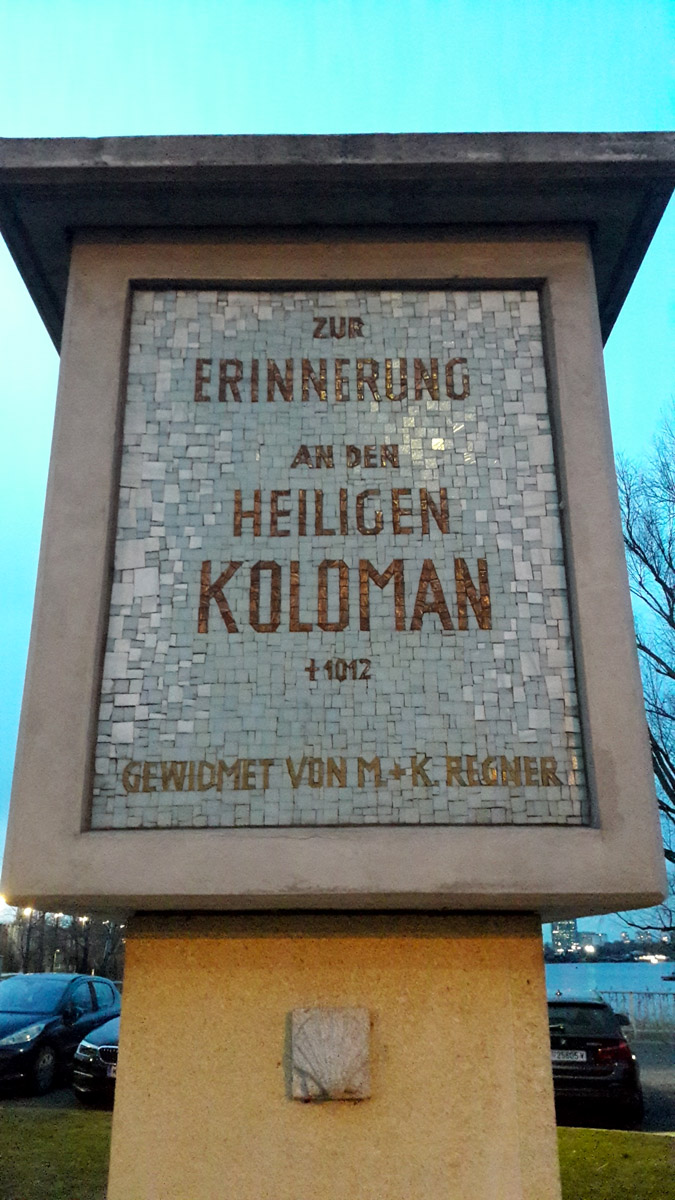 ZUR
ERINNERUNG
AN DEN
HEILIGEN
KOLOMAN
†1012
GEWIDMET VON M.+K. REGNER